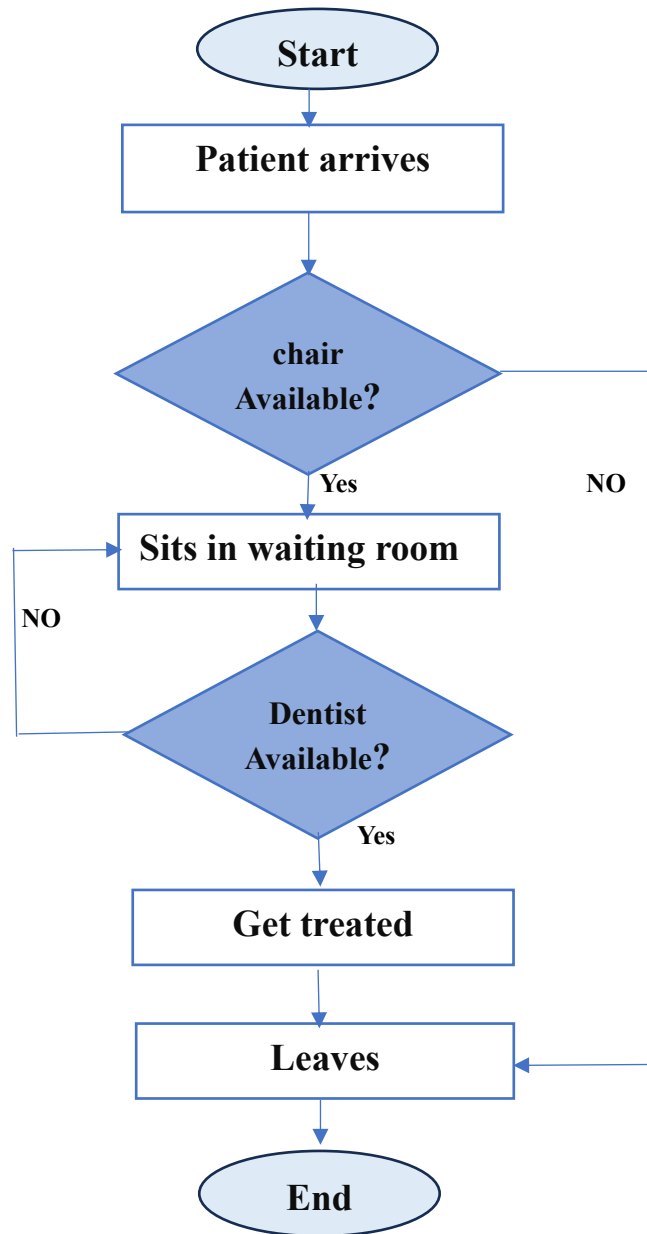 Start
Patient arrives
chair
Available?
Yes
NO
Sits in waiting room
NO
Dentist
Available?
Yes
Get treated
Leaves
End